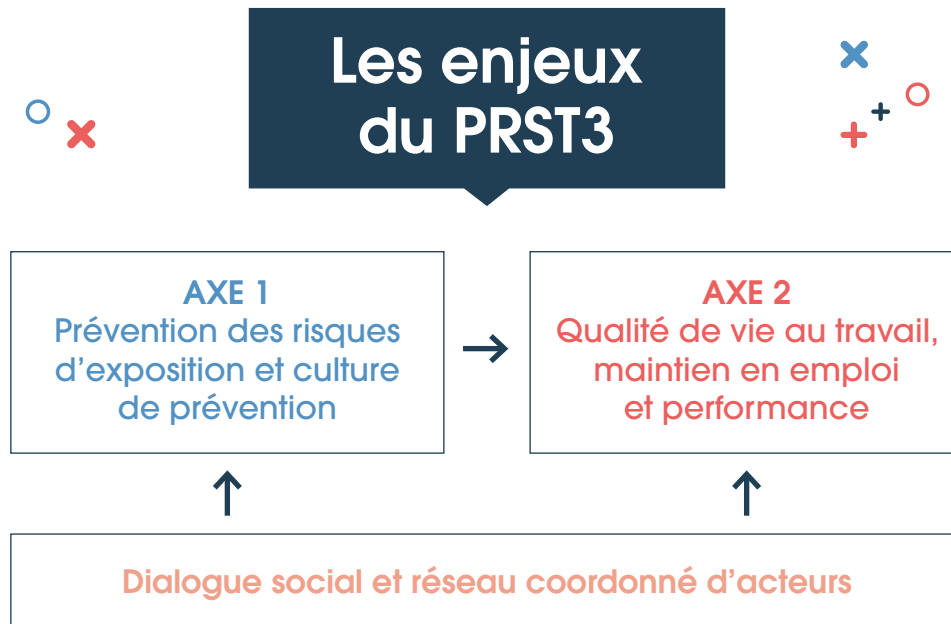 Les enjeux
du PRST3
AXE 1
Prévention des risques
d'exposition et culture
de prévention
AXE 2
Qualité de vie au travail,
maintien en emploi
et performance
Dialogue social et réseau coordonné d'acteurs